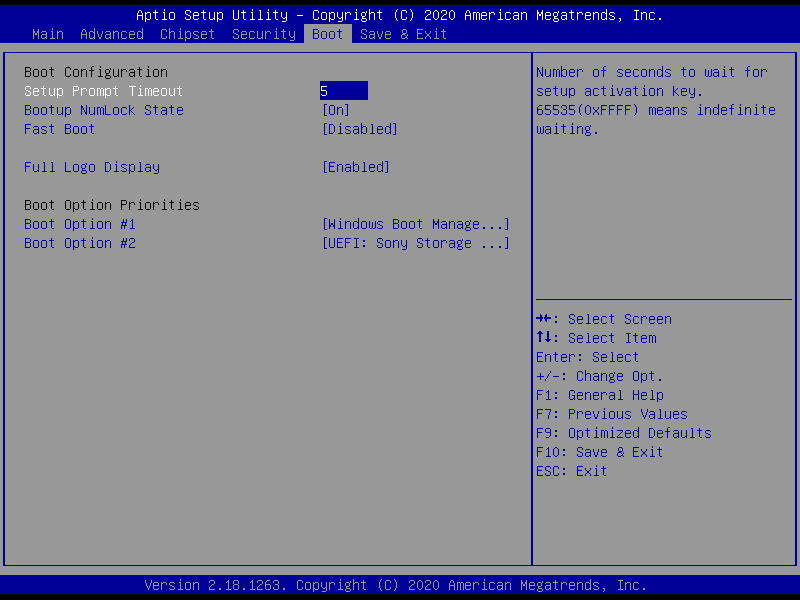 Aptio Setup Utility – Copyright (C) 2020 American Megatrends, Inc.
Main Advanced Chipset Security Boot Save & Exit
Boot Configuration
Setup Prompt Timeout 5
Bootup NumLock State [On]
Fast Boot [Disabled]
Full Logo Display [Enabled]
Boot Option Priorities
Boot Option #1 [Windows Boot Manage...]
Boot Option #2 [UEFI: Sony Storage ...]
Number of seconds to wait for
setup activation key.
65535(0xFFFF) means indefinite
waiting.
→←: Select Screen
↑↓: Select Item
Enter: Select
+/-: Change Opt.
F1: General Help
F7: Previous Values
F9: Optimized Defaults
F10: Save & Exit
ESC: Exit
Version 2.18.1263. Copyright (C) 2020 American Megatrends, Inc.